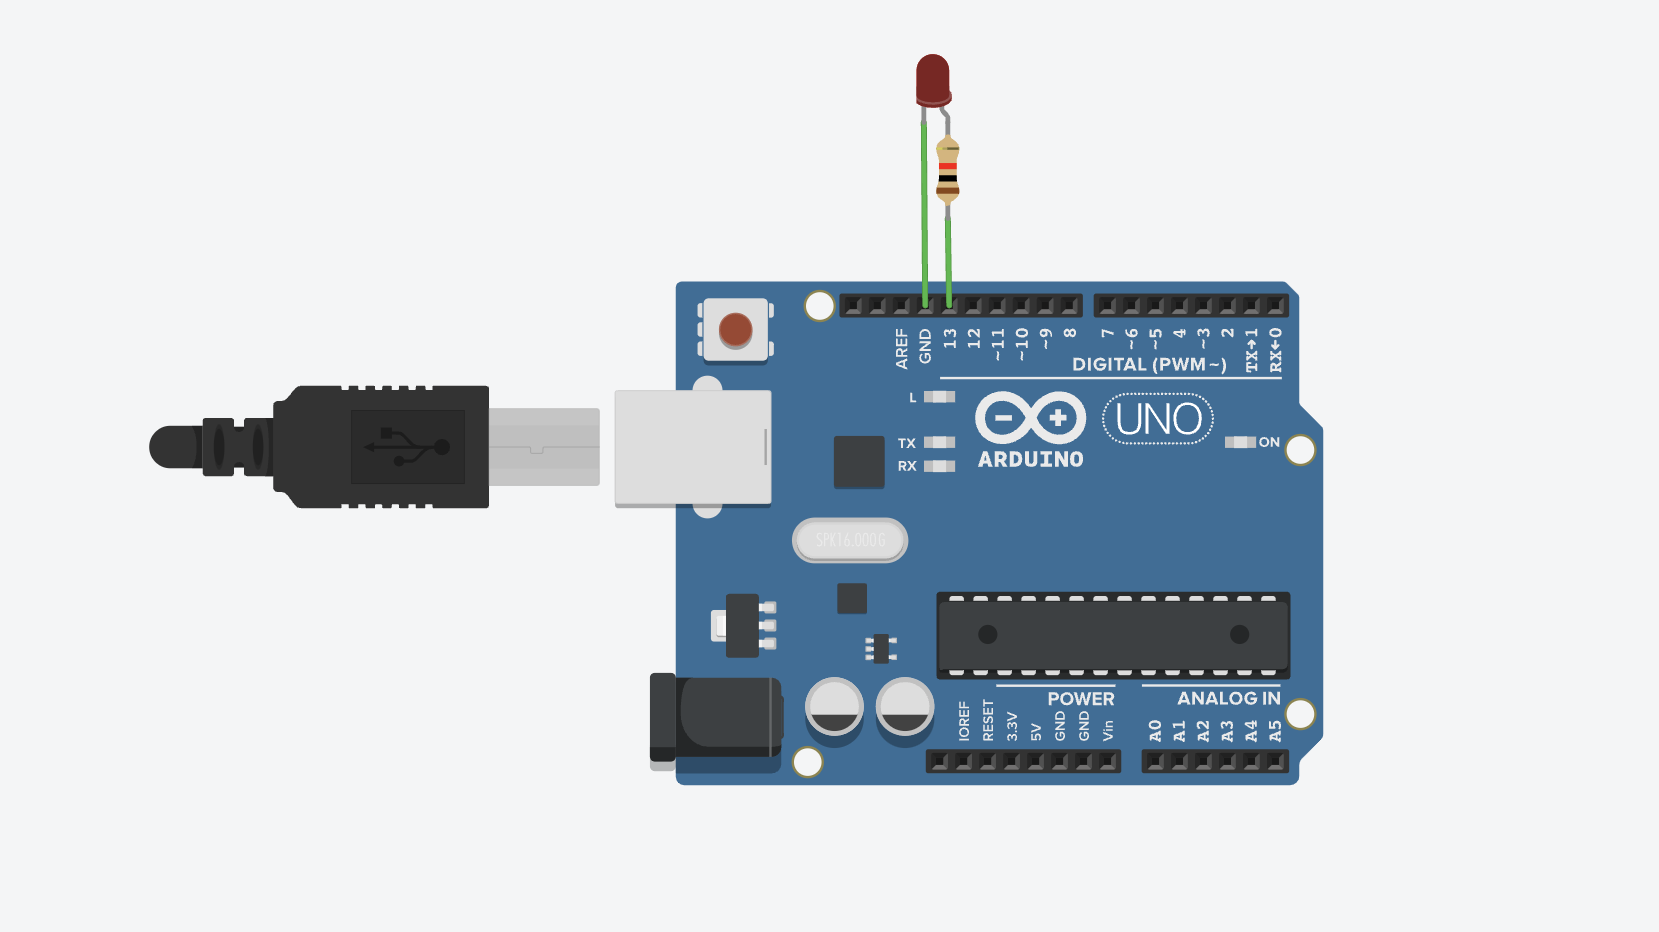 AREF
GND
13
12
~11
~10
~9
8
7
~6
~5
4
~3
2
TX→1
RX←0
DIGITAL (PWM~)
L
TX
RX
UNO
ON
ARDUINO
SPK16.000G
POWER
ANALOG IN
IOREF
RESET
3.3V
5V
GND
GND
Vin
A0
A1
A2
A3
A4
A5